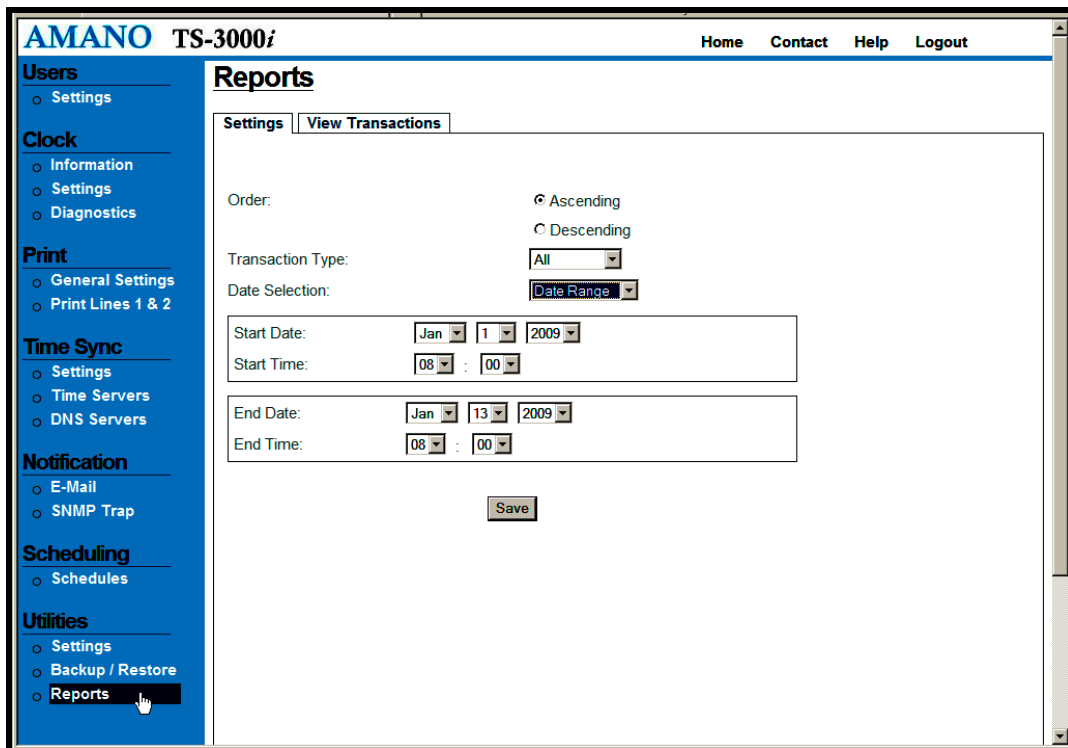 AMANO TS-3000i
Home Contact Help Logout
Users
Settings
Clock
Information
Settings
Diagnostics
Print
General Settings
Print Lines 1 & 2
Time Sync
Settings
Time Servers
DNS Servers
Notification
E-Mail
SNMP Trap
Scheduling
Schedules
Utilities
Settings
Backup / Restore
Reports
Reports
Settings View Transactions
Order: Ascending
Descending
Transaction Type: All
Date Selection: Date Range
Start Date: Jan 1 2009
Start Time: 08 : 00
End Date: Jan 13 2009
End Time: 08 : 00
Save